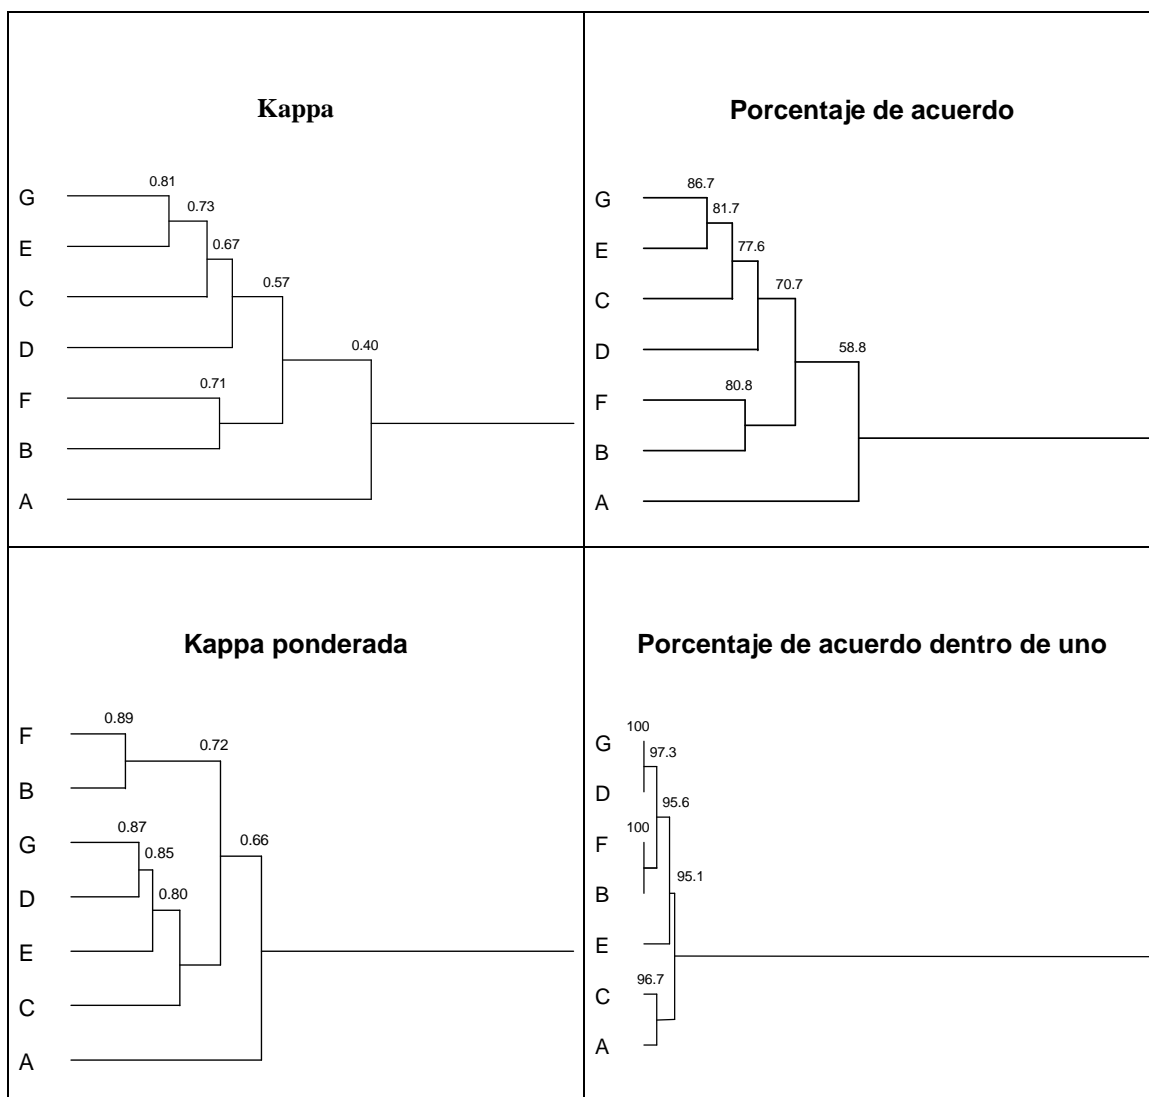 Kappa
0.81
G
0.73
E
0.67
C
0.57
D
0.40
F
0.71
B
A
Porcentaje de acuerdo
86.7
G
81.7
E
77.6
C
70.7
D
58.8
F
80.8
B
A
Kappa ponderada
0.89
F
0.72
B
0.87
G
0.85
0.66
D
0.80
E
C
A
Porcentaje de acuerdo dentro de uno
100
G
97.3
D
95.6
100
F
95.1
B
E
96.7
C
A